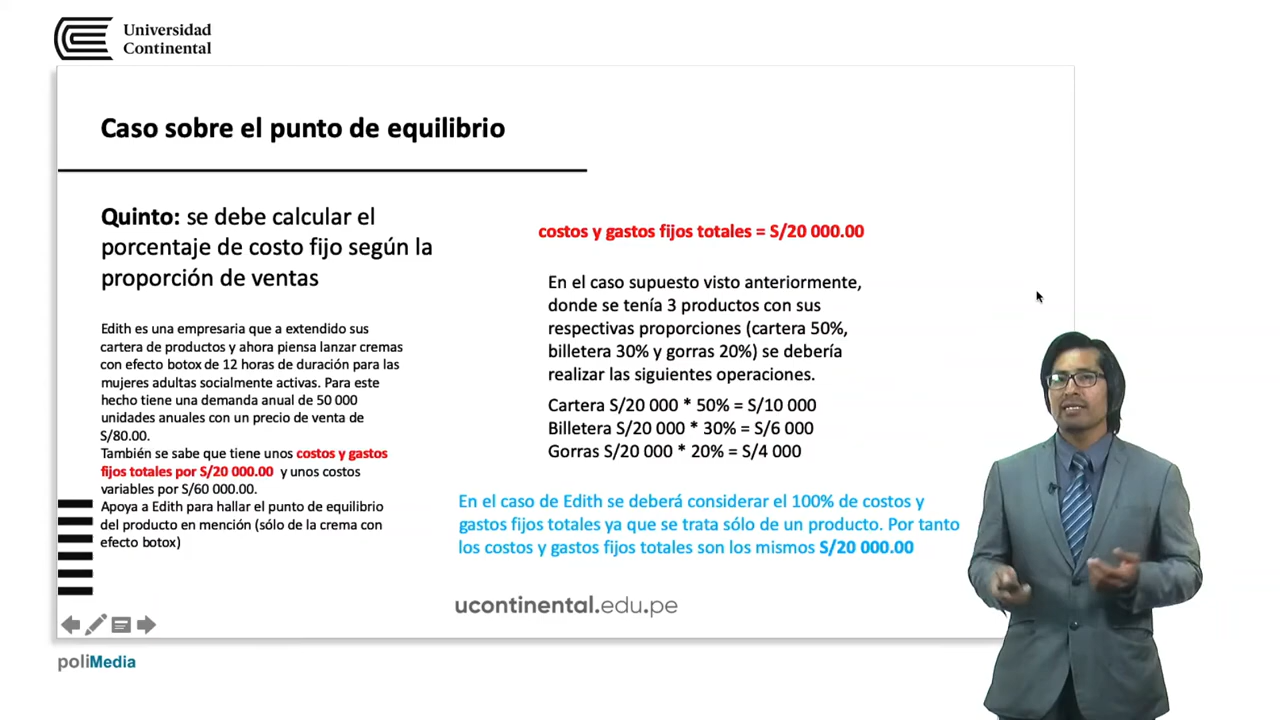 Universidad
Continental
Caso sobre el punto de equilibrio
Quinto: se debe calcular el
porcentaje de costo fijo según la
proporción de ventas
Edith es una empresaria que a extendido sus
cartera de productos y ahora piensa lanzar cremas
con efecto botox de 12 horas de duración para las
mujeres adultas socialmente activas. Para este
hecho tiene una demanda anual de 50 000
unidades anuales con un precio de venta de
S/80.00.
También se sabe que tiene unos costos y gastos
fijos totales por S/20 000.00 y unos costos
variables por S/60 000.00.
Apoya a Edith para hallar el punto de equilibrio
del producto en mención (sólo de la crema con
efecto botox)
costos y gastos fijos totales = S/20 000.00
En el caso supuesto visto anteriormente,
donde se tenía 3 productos con sus
respectivas proporciones (cartera 50%,
billetera 30% y gorras 20%) se debería
realizar las siguientes operaciones.
Cartera S/20 000 * 50% = S/10 000
Billetera S/20 000 * 30% = S/6 000
Gorras S/20 000 * 20% = S/4 000
En el caso de Edith se deberá considerar el 100% de costos y
gastos fijos totales ya que se trata sólo de un producto. Por tanto
los costos y gastos fijos totales son los mismos S/20 000.00
ucontinental.edu.pe
poliMedia